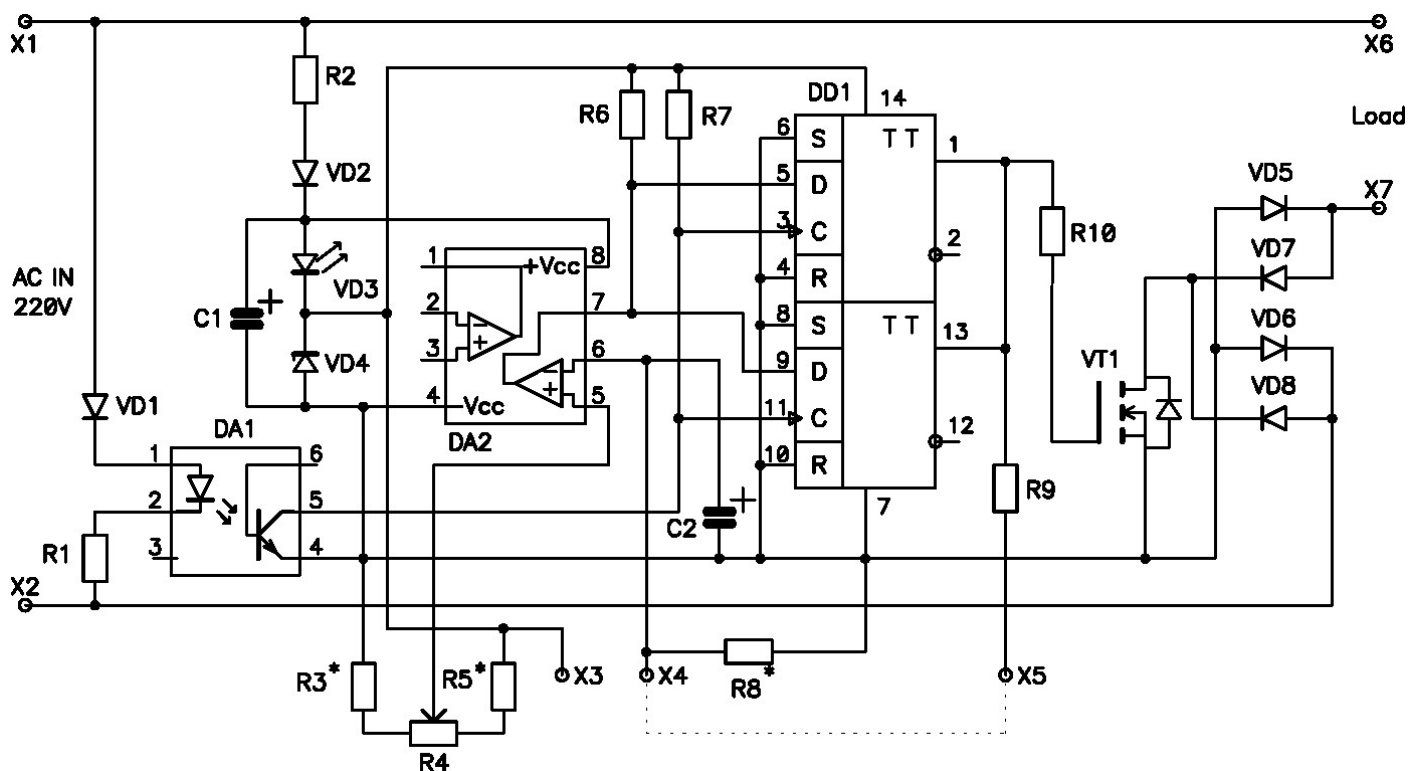 X1
X6
R2
DD1
14
R6
R7
Load
6
S
T T
1
5
D
VD2
VD5
3
C
X7
2
R10
1
+Vcc
8
4
R
VD7
AC IN
220V
VD3
C1
+
2
7
8
S
T T
13
VD6
3
6
9
D
VT1
VD4
4
Vcc
5
VD8
VD1
DA1
DA2
11
C
12
1
6
10
R
2
5
+
C2
7
R9
R1
3
4
X2
R3*
R5*
X3
X4
R8*
X5
R4